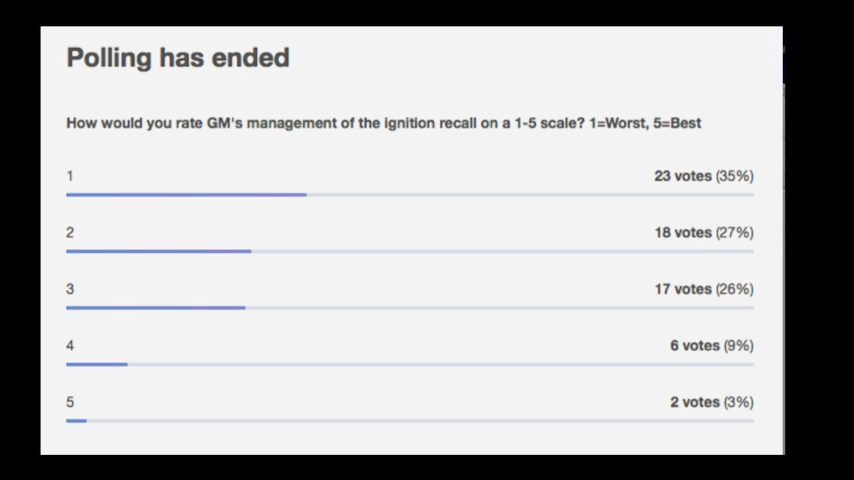 Polling has ended
How would you rate GM's management of the ignition recall on a 1-5 scale? 1=Worst, 5=Best
1 23 votes (35%)
2 18 votes (27%)
3 17 votes (26%)
4 6 votes (9%)
5 2 votes (3%)